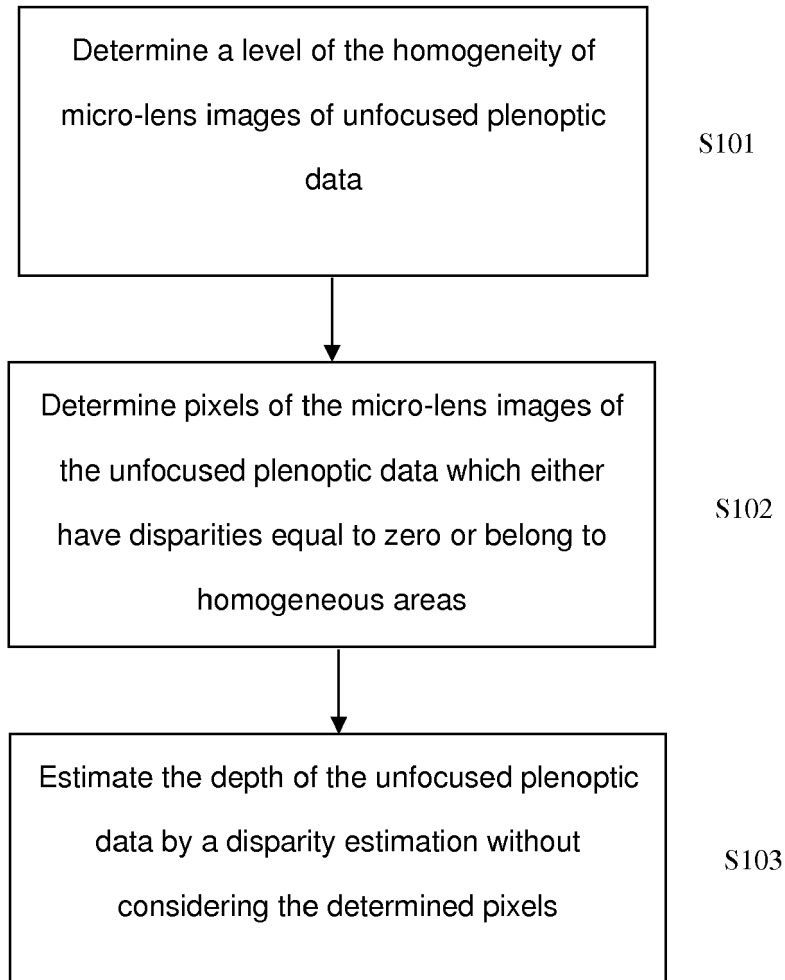 Determine a level of the homogeneity of
micro-lens images of unfocused plenoptic
data
S101
Determine pixels of the micro-lens images of
the unfocused plenoptic data which either
have disparities equal to zero or belong to
homogeneous areas
S102
Estimate the depth of the unfocused plenoptic
data by a disparity estimation without
considering the determined pixels
S103